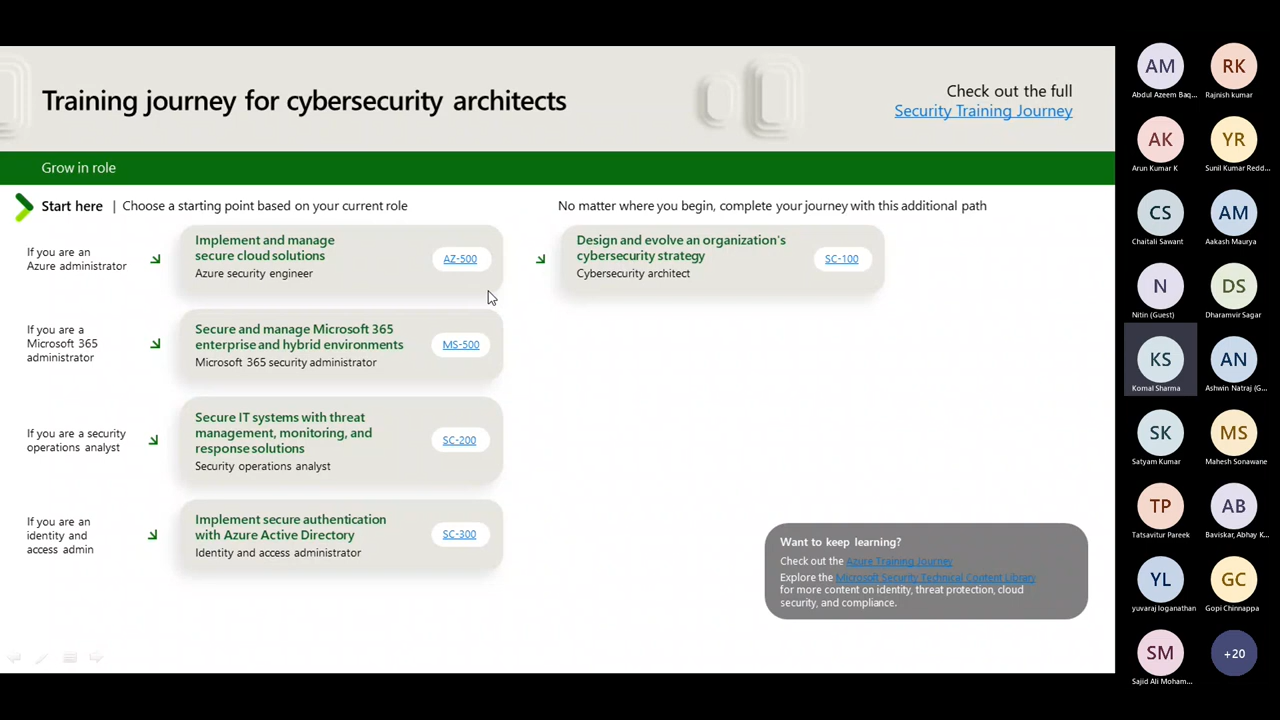 Training journey for cybersecurity architects
Check out the full
Security Training Journey
Grow in role
Start here | Choose a starting point based on your current role
No matter where you begin, complete your journey with this additional path
If you are an
Azure administrator
Implement and manage
secure cloud solutions
Azure security engineer
AZ-500
Design and evolve an organization's
cybersecurity strategy
Cybersecurity architect
SC-100
If you are a
Microsoft 365
administrator
Secure and manage Microsoft 365
enterprise and hybrid environments
Microsoft 365 security administrator
MS-500
If you are a security
operations analyst
Secure IT systems with threat
management, monitoring, and
response solutions
Security operations analyst
SC-200
If you are an
identity and
access admin
Implement secure authentication
with Azure Active Directory
Identity and access administrator
SC-300
Want to keep learning?
Check out the Azure Training Journey
Explore the Microsoft Security Technical Content Library
for more content on identity, threat protection, cloud
security, and compliance.
AM
Abdul Azeem Baq...
RK
Rajnish kumar
AK
Arun Kumar K
YR
Sunil Kumar Redd...
CS
Chaitali Sawant
AM
Aakash Maurya
N
Nitin (Guest)
DS
Dharamvir Sagar
KS
Komal Sharma
AN
Ashwin Natraj (G...
SK
Satyam Kumar
MS
Mahesh Sonawane
TP
Tatsavitur Pareek
AB
Baviskar, Abhay K...
YL
yuvaraj loganathan
GC
Gopi Chinnappa
SM
Sajid Ali Moham...
+20